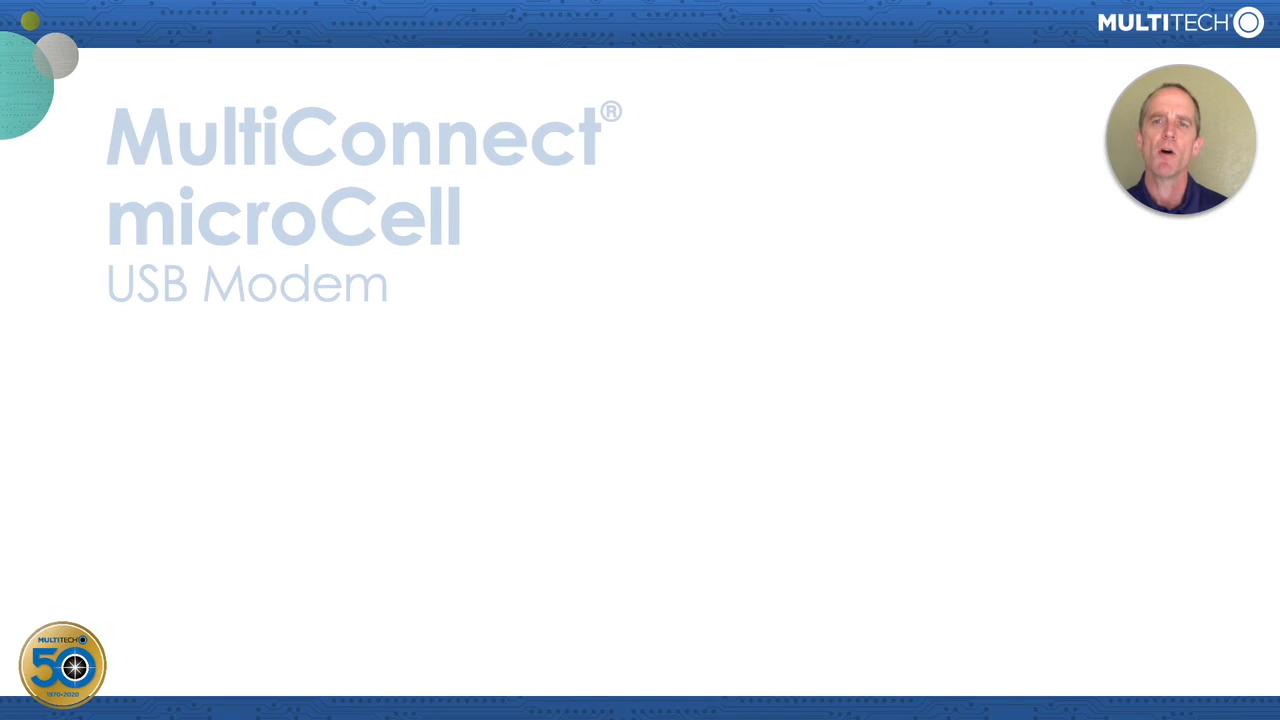 MULTITECH®
MultiConnect®
microCell
USB Modem
MULTITECH
50
1970•2020